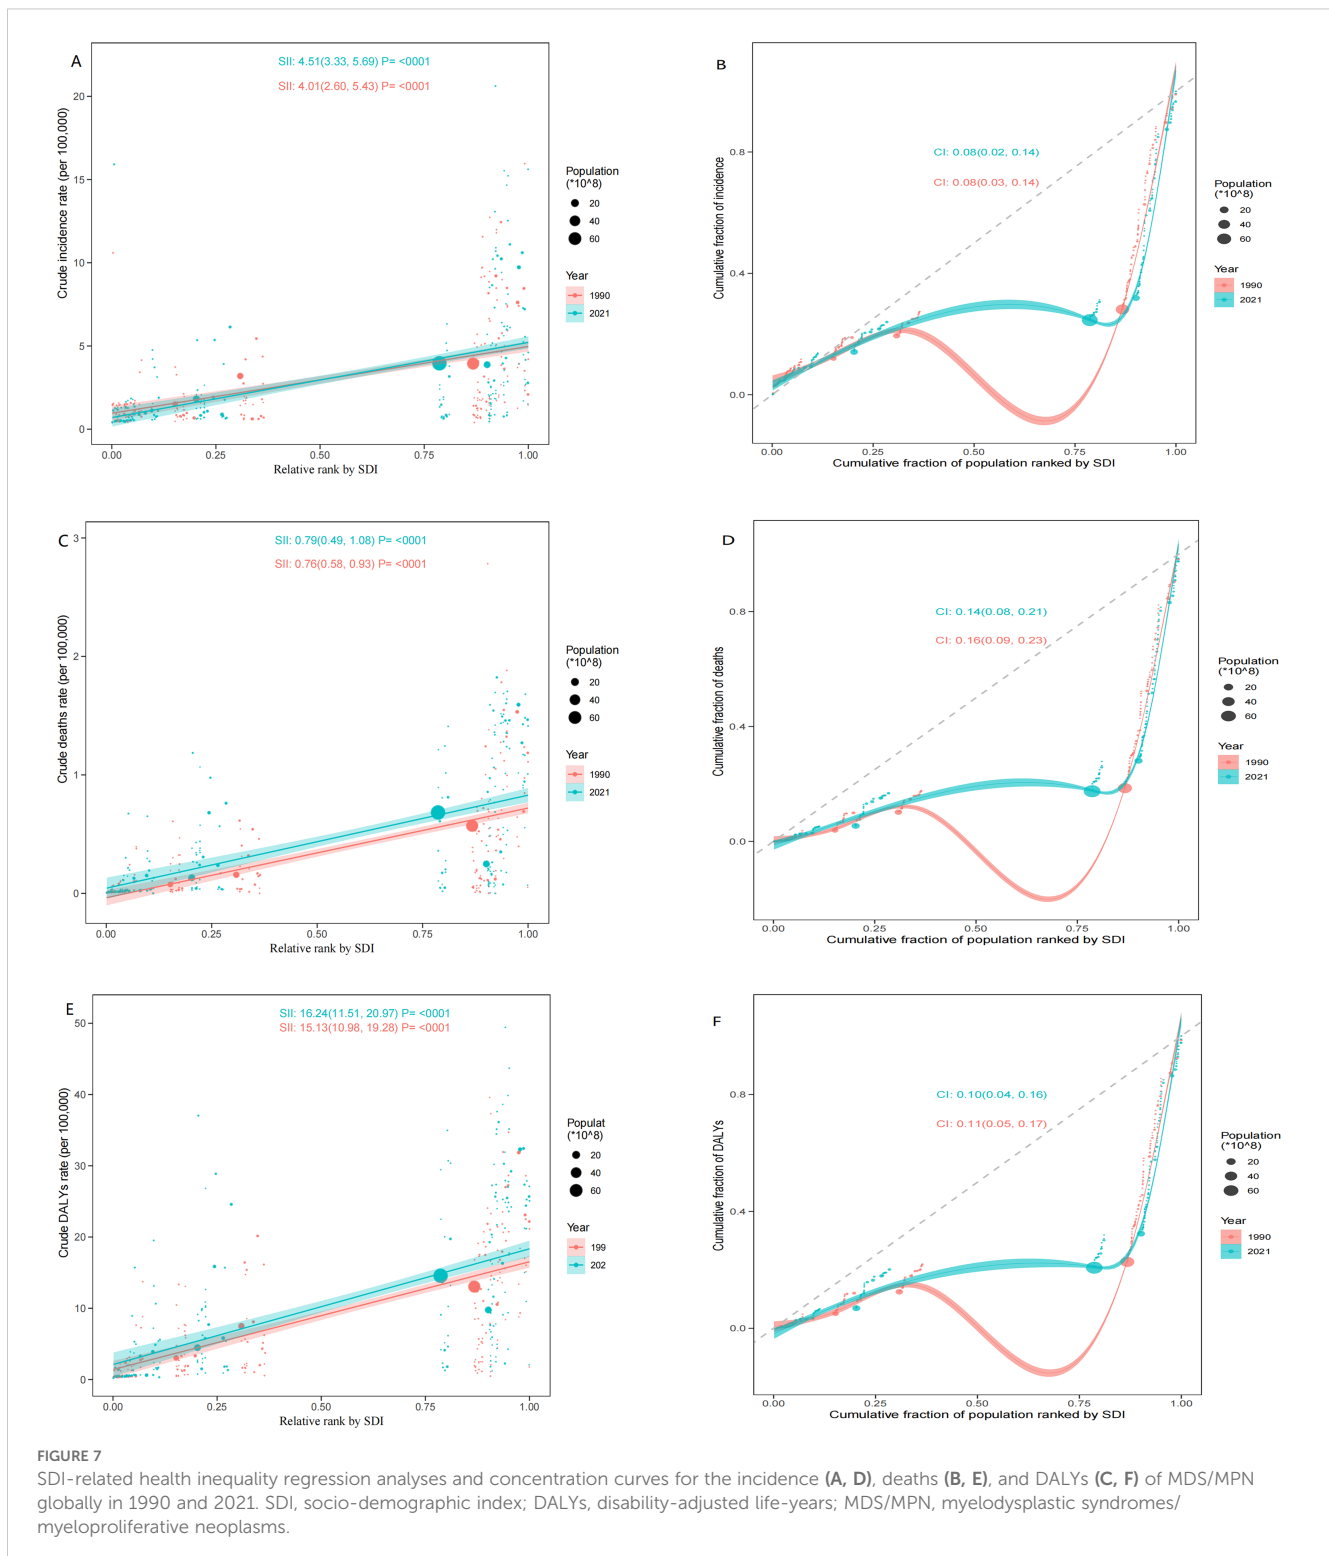 A
SII: 4.51(3.33, 5.69) P= <0001
SII: 4.01(2.60, 5.43) P= <0001
Crude incidence rate (per 100,000)
20
15
10
5
0
0.00 0.25 0.50 0.75 1.00
Relative rank by SDI
Population
(*10^8)
20
40
60
Year
1990
2021
B
CI: 0.08(0.02, 0.14)
CI: 0.08(0.03, 0.14)
Cumulative fraction of incidence
0.8
0.4
0.0
0.00 0.25 0.50 0.75 1.00
Cumulative fraction of population ranked by SDI
Population
(*10^8)
20
40
60
Year
1990
2021
C
SII: 0.79(0.49, 1.08) P= <0001
SII: 0.76(0.58, 0.93) P= <0001
Crude deaths rate (per 100,000)
3
2
1
0
0.00 0.25 0.50 0.75 1.00
Relative rank by SDI
Population
(*10^8)
20
40
60
Year
1990
2021
D
CI: 0.14(0.08, 0.21)
CI: 0.16(0.09, 0.23)
Cumulative fraction of deaths
0.8
0.4
0.0
0.00 0.25 0.50 0.75 1.00
Cumulative fraction of population ranked by SDI
Population
(*10^8)
20
40
60
Year
1990
2021
E
SII: 16.24(11.51, 20.97) P= <0001
SII: 15.13(10.98, 19.28) P= <0001
Crude DALYs rate (per 100,000)
50
40
30
20
10
0
0.00 0.25 0.50 0.75 1.00
Relative rank by SDI
Populat
(*10^8)
20
40
60
Year
199
202
F
CI: 0.10(0.04, 0.16)
CI: 0.11(0.05, 0.17)
Cumulative fraction of DALYs
0.8
0.4
0.0
0.00 0.25 0.50 0.75 1.00
Cumulative fraction of population ranked by SDI
Population
(*10^8)
20
40
60
Year
1990
2021
FIGURE 7
SDI-related health inequality regression analyses and concentration curves for the incidence (A, D), deaths (B, E), and DALYs (C, F) of MDS/MPN
globally in 1990 and 2021. SDI, socio-demographic index; DALYs, disability-adjusted life-years; MDS/MPN, myelodysplastic syndromes/
myeloproliferative neoplasms.